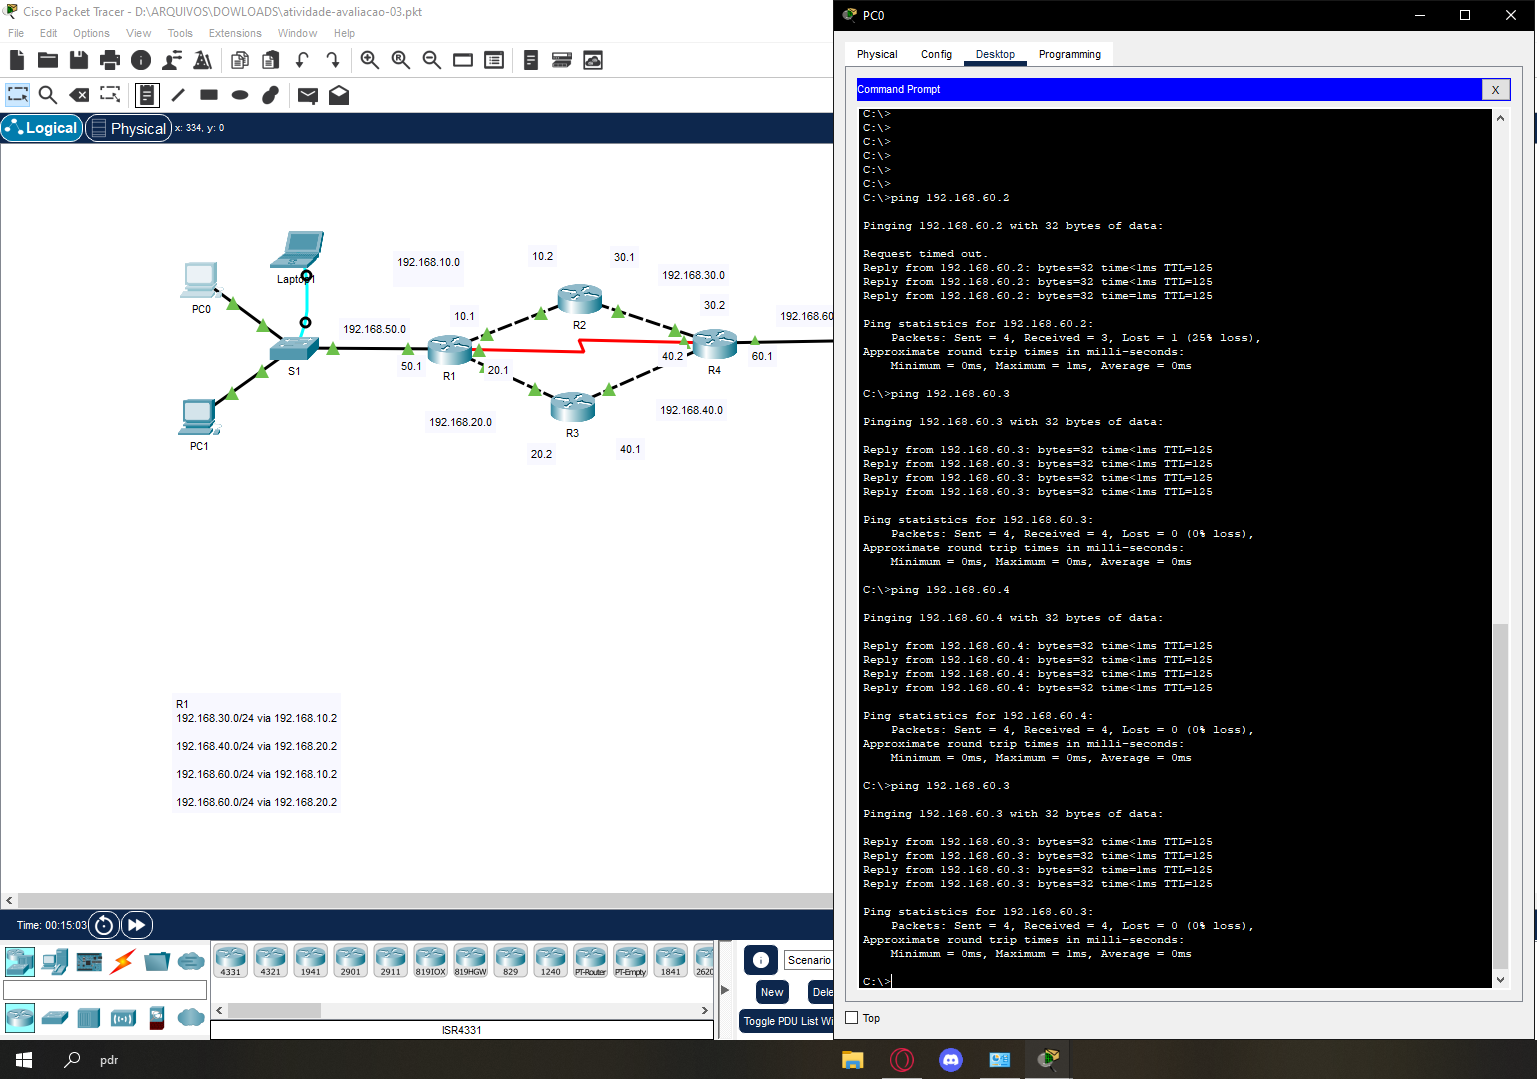 Cisco Packet Tracer - D:\ARQUIVOS\DOWLOADS\atividade-avaliacao-03.pkt
File Edit Options View Tools Extensions Window Help
Logical Physical x: 334, y: 0
Laptop1
PC0
192.168.10.0
10.2
30.1
192.168.30.0
30.2
10.1
R2
192.168.50.0
192.168.60
S1
50.1
R1
20.1
40.2
R4
60.1
192.168.20.0
R3
192.168.40.0
PC1
20.2
40.1
R1
192.168.30.0/24 via 192.168.10.2
192.168.40.0/24 via 192.168.20.2
192.168.60.0/24 via 192.168.10.2
192.168.60.0/24 via 192.168.20.2
Time: 00:15:03
4331 4321 1941 2901 2911 819IOX 819HGW 829 1240 PT-Router PT-Empty 1841 2620
ISR4331
Scenario
New Dele
Toggle PDU List Wi
pdr
PC0
Physical Config Desktop Programming
Command Prompt X
C:\>
C:\>
C:\>
C:\>
C:\>
C:\>
C:\>ping 192.168.60.2
Pinging 192.168.60.2 with 32 bytes of data:
Request timed out.
Reply from 192.168.60.2: bytes=32 time<1ms TTL=125
Reply from 192.168.60.2: bytes=32 time<1ms TTL=125
Reply from 192.168.60.2: bytes=32 time=1ms TTL=125
Ping statistics for 192.168.60.2:
Packets: Sent = 4, Received = 3, Lost = 1 (25% loss),
Approximate round trip times in milli-seconds:
Minimum = 0ms, Maximum = 1ms, Average = 0ms
C:\>ping 192.168.60.3
Pinging 192.168.60.3 with 32 bytes of data:
Reply from 192.168.60.3: bytes=32 time<1ms TTL=125
Reply from 192.168.60.3: bytes=32 time<1ms TTL=125
Reply from 192.168.60.3: bytes=32 time<1ms TTL=125
Reply from 192.168.60.3: bytes=32 time<1ms TTL=125
Ping statistics for 192.168.60.3:
Packets: Sent = 4, Received = 4, Lost = 0 (0% loss),
Approximate round trip times in milli-seconds:
Minimum = 0ms, Maximum = 0ms, Average = 0ms
C:\>ping 192.168.60.4
Pinging 192.168.60.4 with 32 bytes of data:
Reply from 192.168.60.4: bytes=32 time<1ms TTL=125
Reply from 192.168.60.4: bytes=32 time<1ms TTL=125
Reply from 192.168.60.4: bytes=32 time<1ms TTL=125
Reply from 192.168.60.4: bytes=32 time<1ms TTL=125
Ping statistics for 192.168.60.4:
Packets: Sent = 4, Received = 4, Lost = 0 (0% loss),
Approximate round trip times in milli-seconds:
Minimum = 0ms, Maximum = 0ms, Average = 0ms
C:\>ping 192.168.60.3
Pinging 192.168.60.3 with 32 bytes of data:
Reply from 192.168.60.3: bytes=32 time<1ms TTL=125
Reply from 192.168.60.3: bytes=32 time<1ms TTL=125
Reply from 192.168.60.3: bytes=32 time=1ms TTL=125
Reply from 192.168.60.3: bytes=32 time<1ms TTL=125
Ping statistics for 192.168.60.3:
Packets: Sent = 4, Received = 4, Lost = 0 (0% loss),
Approximate round trip times in milli-seconds:
Minimum = 0ms, Maximum = 1ms, Average = 0ms
C:\>
Top